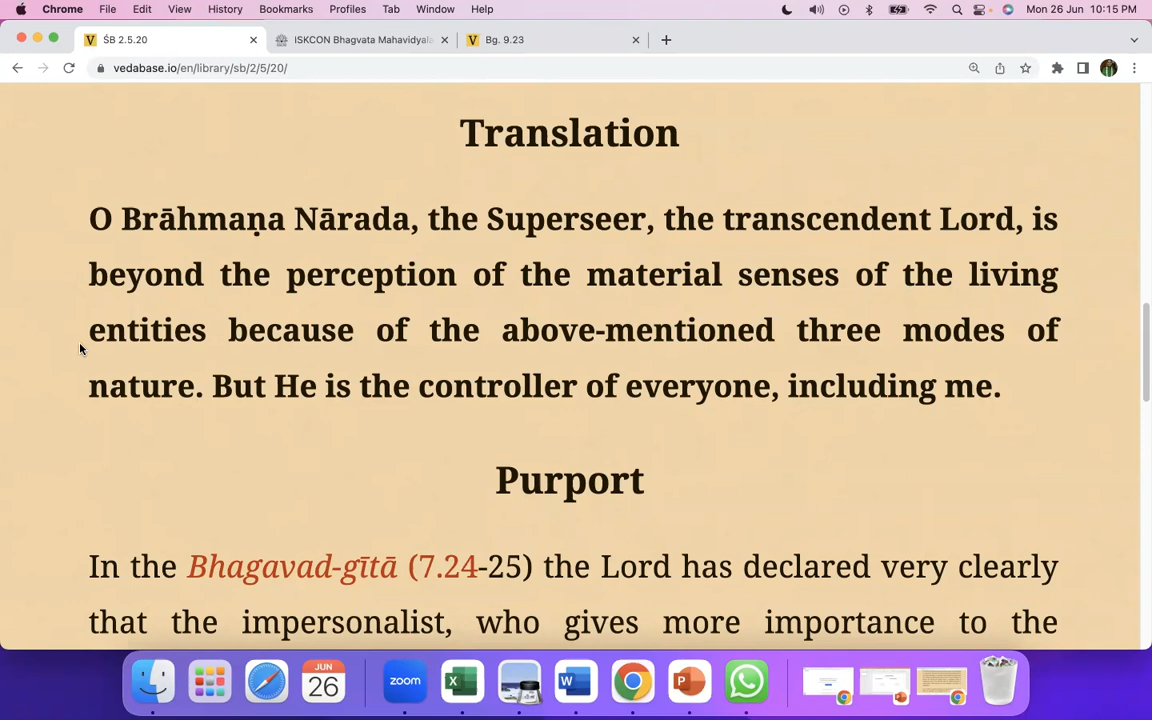 Chrome File Edit View History Bookmarks Profiles Tab Window Help Mon 26 Jun 10:15 PM
ŚB 2.5.20 ISKCON Bhagvata Mahavidyala Bg. 9.23
vedabase.io/en/library/sb/2/5/20/
Translation
O Brāhmaṇa Nārada, the Superseer, the transcendent Lord, is
beyond the perception of the material senses of the living
entities because of the above-mentioned three modes of
nature. But He is the controller of everyone, including me.
Purport
In the Bhagavad-gītā (7.24-25) the Lord has declared very clearly
that the impersonalist, who gives more importance to the
JUN
26
zoom